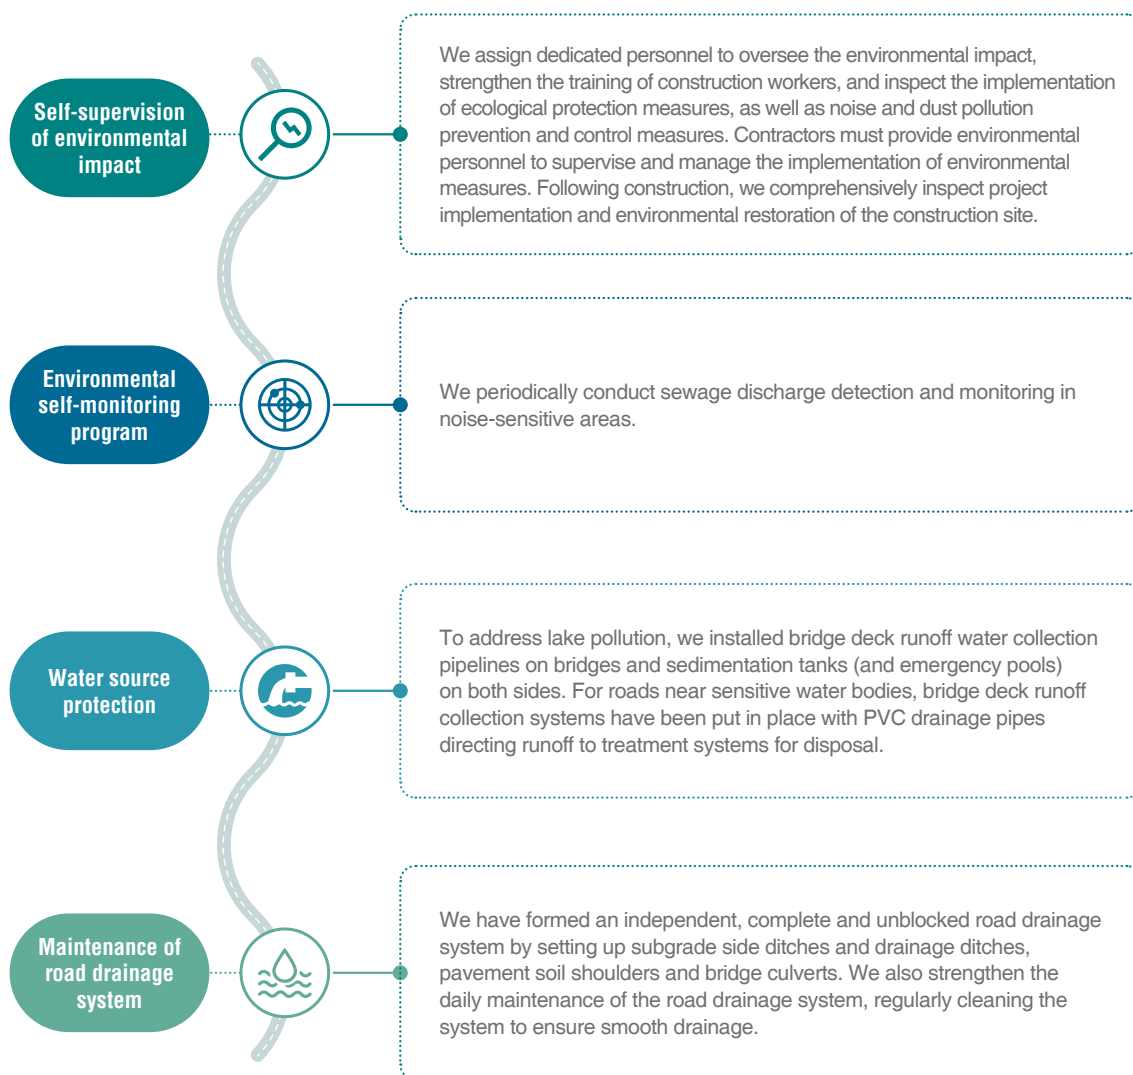 Self-supervision
of environmental
impact
We assign dedicated personnel to oversee the environmental impact,
strengthen the training of construction workers, and inspect the implementation
of ecological protection measures, as well as noise and dust pollution
prevention and control measures. Contractors must provide environmental
personnel to supervise and manage the implementation of environmental
measures. Following construction, we comprehensively inspect project
implementation and environmental restoration of the construction site.
Environmental
self-monitoring
program
We periodically conduct sewage discharge detection and monitoring in
noise-sensitive areas.
Water source
protection
To address lake pollution, we installed bridge deck runoff water collection
pipelines on bridges and sedimentation tanks (and emergency pools)
on both sides. For roads near sensitive water bodies, bridge deck runoff
collection systems have been put in place with PVC drainage pipes
directing runoff to treatment systems for disposal.
Maintenance of
road drainage
system
We have formed an independent, complete and unblocked road drainage
system by setting up subgrade side ditches and drainage ditches,
pavement soil shoulders and bridge culverts. We also strengthen the
daily maintenance of the road drainage system, regularly cleaning the
system to ensure smooth drainage.